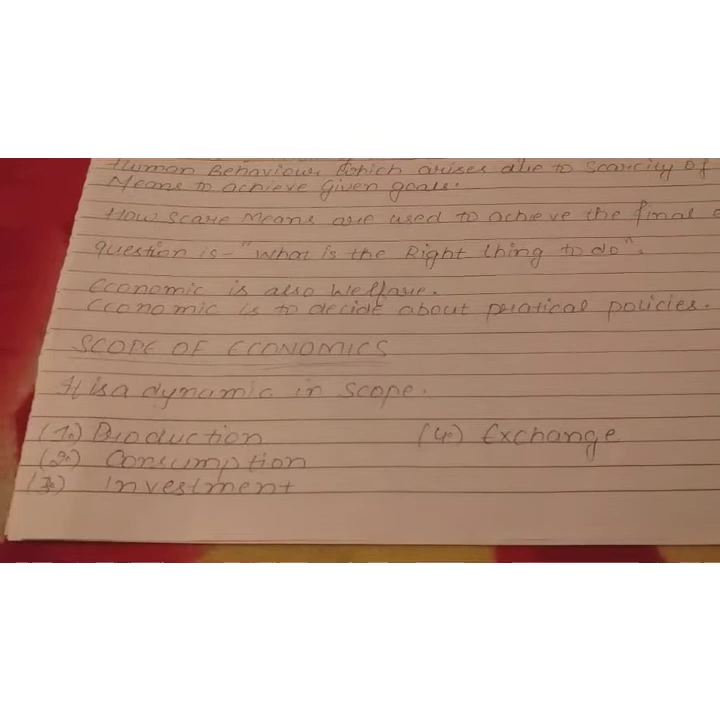 Human Behaviour which arises due to scarcity of
Means to achieve given goals.
How scare Means are used to achieve the final
question is - "What is the Right thing to do".
Economic is also Welfare.
Economic is to decide about pratical policies.
SCOPE OF ECONOMICS
It is a dynamic in scope.
(1.) Production (4.) Exchange
(2.) Consumption
(3.) Investment